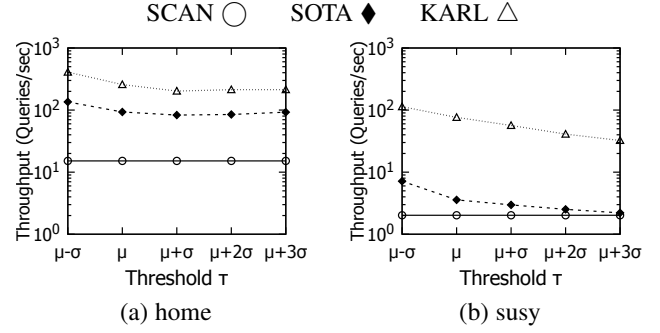 SCAN SOTA KARL
Throughput (Queries/sec)
10³
10²
10¹
10⁰
μ-σ μ μ+σ μ+2σ μ+3σ
Threshold τ
(a) home
Throughput (Queries/sec)
10³
10²
10¹
10⁰
μ-σ μ μ+σ μ+2σ μ+3σ
Threshold τ
(b) susy